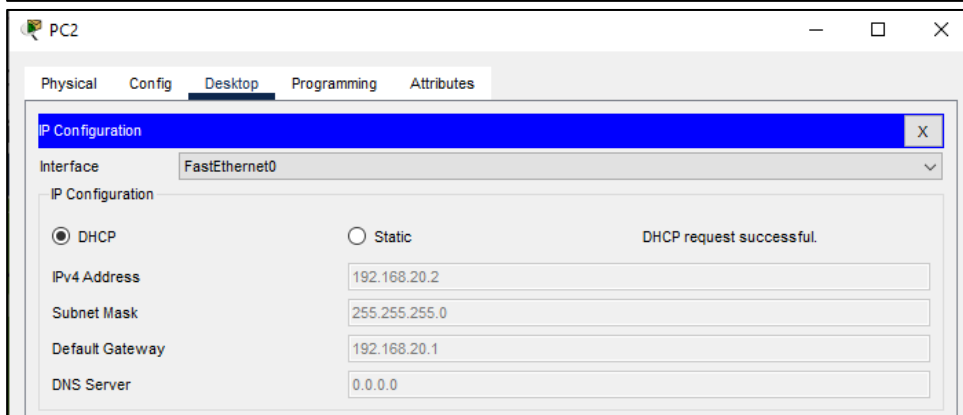 PC2
Physical Config Desktop Programming Attributes
IP Configuration X
Interface FastEthernet0
IP Configuration
DHCP Static DHCP request successful.
IPv4 Address 192.168.20.2
Subnet Mask 255.255.255.0
Default Gateway 192.168.20.1
DNS Server 0.0.0.0